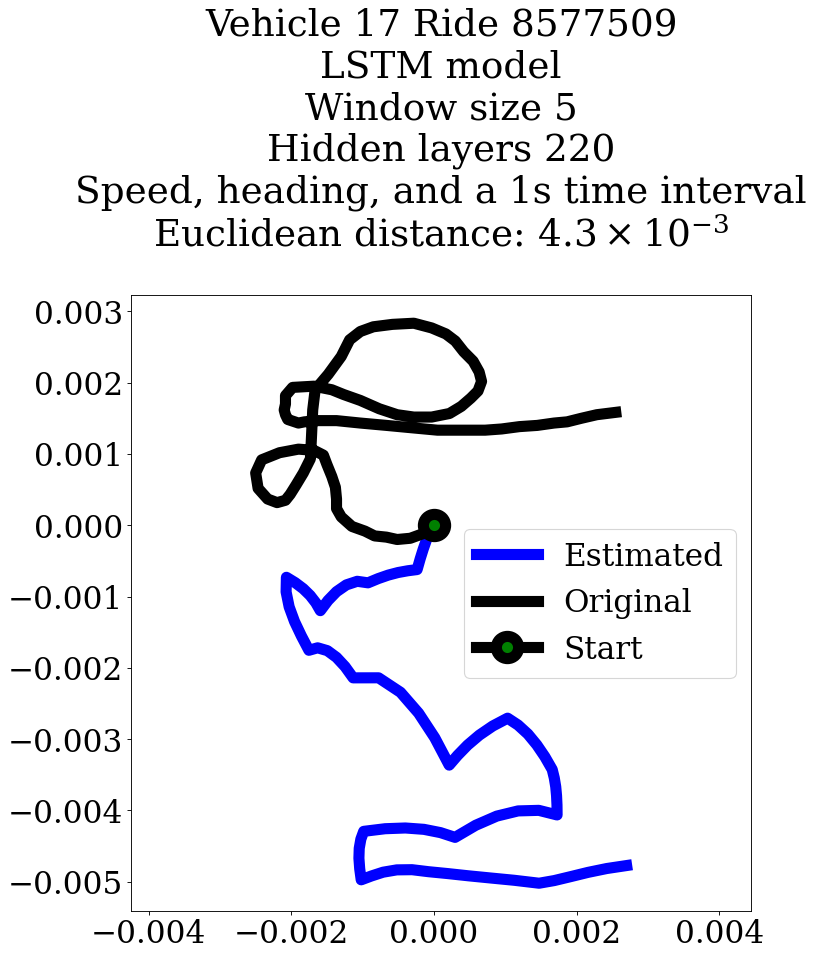 Vehicle 17 Ride 8577509
LSTM model
Window size 5
Hidden layers 220
Speed, heading, and a 1s time interval
Euclidean distance: 4.3 × 10⁻³
0.003
0.002
0.001
0.000
−0.001
−0.002
−0.003
−0.004
−0.005
Estimated
Original
Start
−0.004 −0.002 0.000 0.002 0.004